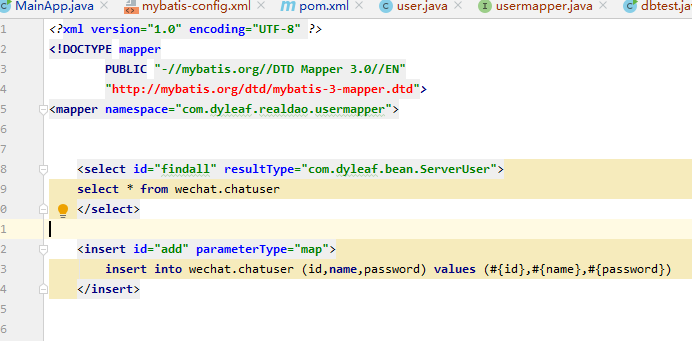 MainApp.java mybatis-config.xml pom.xml user.java usermapper.java dbtest.j
1 <?xml version="1.0" encoding="UTF-8" ?>
2 <!DOCTYPE mapper
3 PUBLIC "-//mybatis.org//DTD Mapper 3.0//EN"
4 "http://mybatis.org/dtd/mybatis-3-mapper.dtd">
5 <mapper namespace="com.dyleaf.realdao.usermapper">
6
7
8 <select id="findall" resultType="com.dyleaf.bean.ServerUser">
9 select * from wechat.chatuser
0 </select>
1
2 <insert id="add" parameterType="map">
3 insert into wechat.chatuser (id,name,password) values (#{id},#{name},#{password})
4 </insert>
5
6